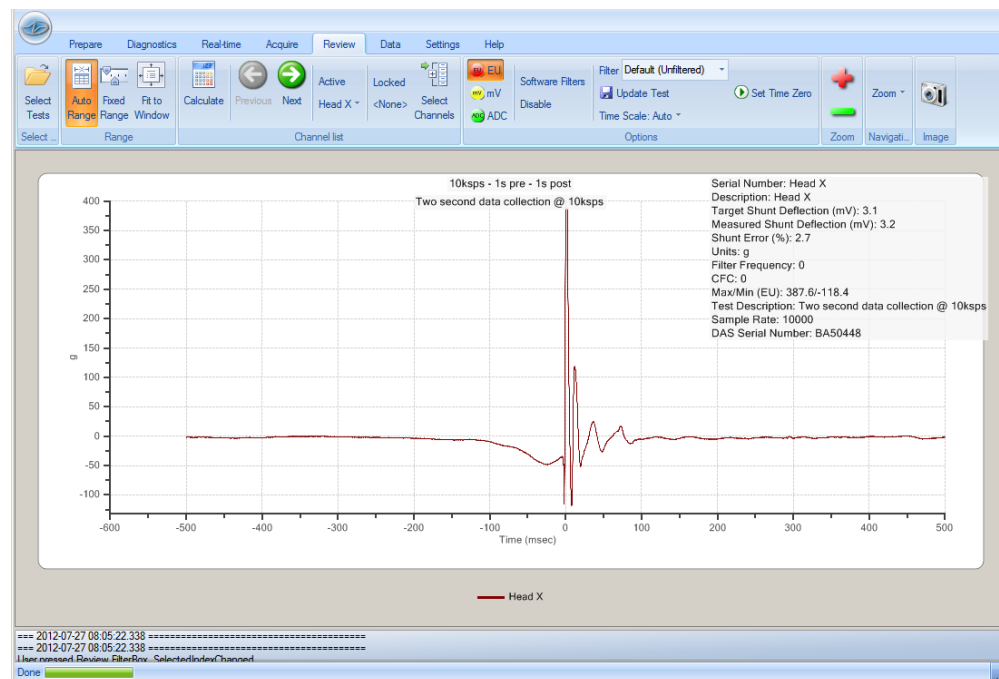 Prepare Diagnostics Real-time Acquire Review Data Settings Help
Select Tests
Auto Range
Fixed Range
Fit to Window
Calculate
Previous
Next
Active
Head X
Locked
<None>
Select Channels
EU
mV
ADC
Software Filters
Disable
Filter Default (Unfiltered)
Update Test
Time Scale: Auto
Set Time Zero
Zoom
Image
Select ...
Range
Channel list
Options
Zoom
Navigati...
Image
10ksps - 1s pre - 1s post
Two second data collection @ 10ksps
Serial Number: Head X
Description: Head X
Target Shunt Deflection (mV): 3.1
Measured Shunt Deflection (mV): 3.2
Shunt Error (%): 2.7
Units: g
Filter Frequency: 0
CFC: 0
Max/Min (EU): 387.6/-118.4
Test Description: Two second data collection @ 10ksps
Sample Rate: 10000
DAS Serial Number: BA50448
400
350
300
250
200
150
100
50
0
-50
-100
g
-600 -500 -400 -300 -200 -100 0 100 200 300 400 500
Time (msec)
Head X
=== 2012-07-27 08:05:22.338 ========================================
=== 2012-07-27 08:05:22.338 ========================================
User pressed Review FilterBox_SelectedIndexChanged
Done